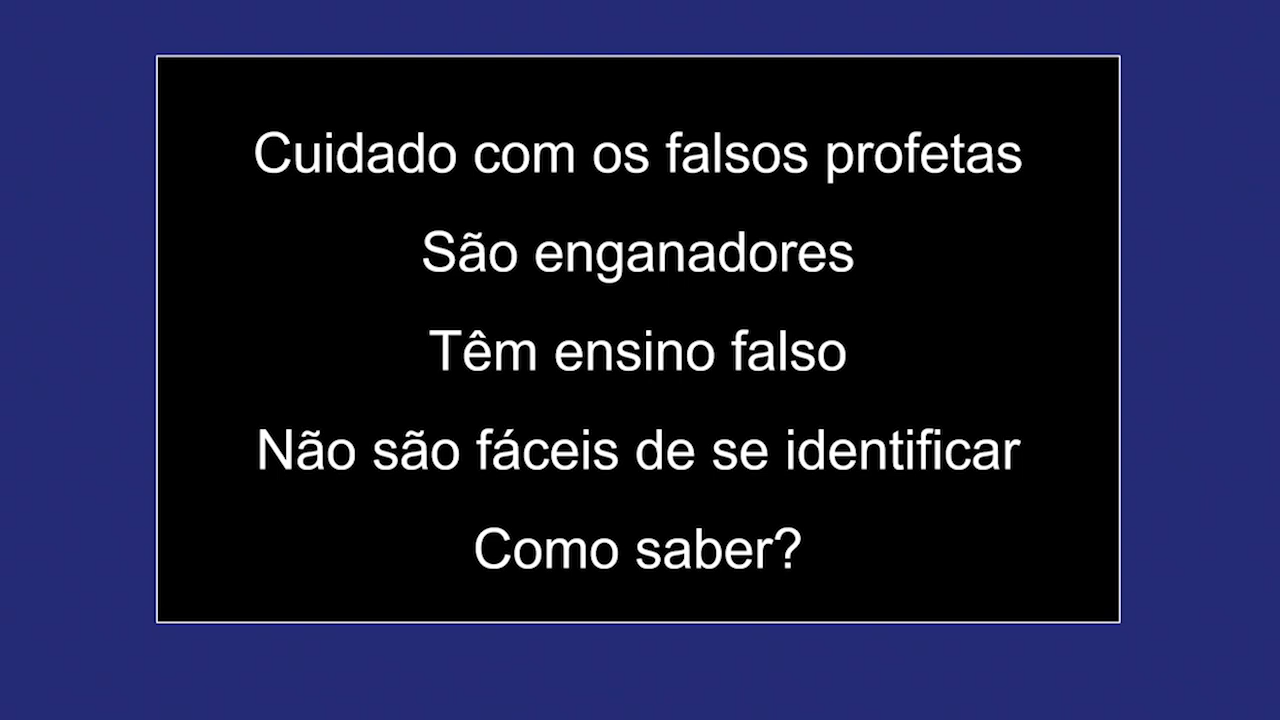 Cuidado com os falsos profetas
São enganadores
Têm ensino falso
Não são fáceis de se identificar
Como saber?